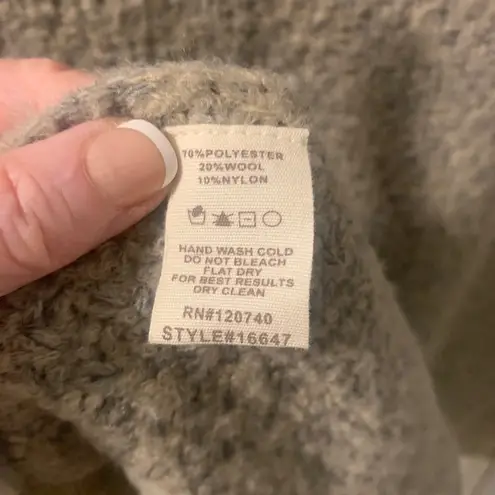 70%POLYESTER
20%WOOL
10%NYLON
HAND WASH COLD
DO NOT BLEACH
FLAT DRY
FOR BEST RESULTS
DRY CLEAN
RN#120740
STYLE#16647